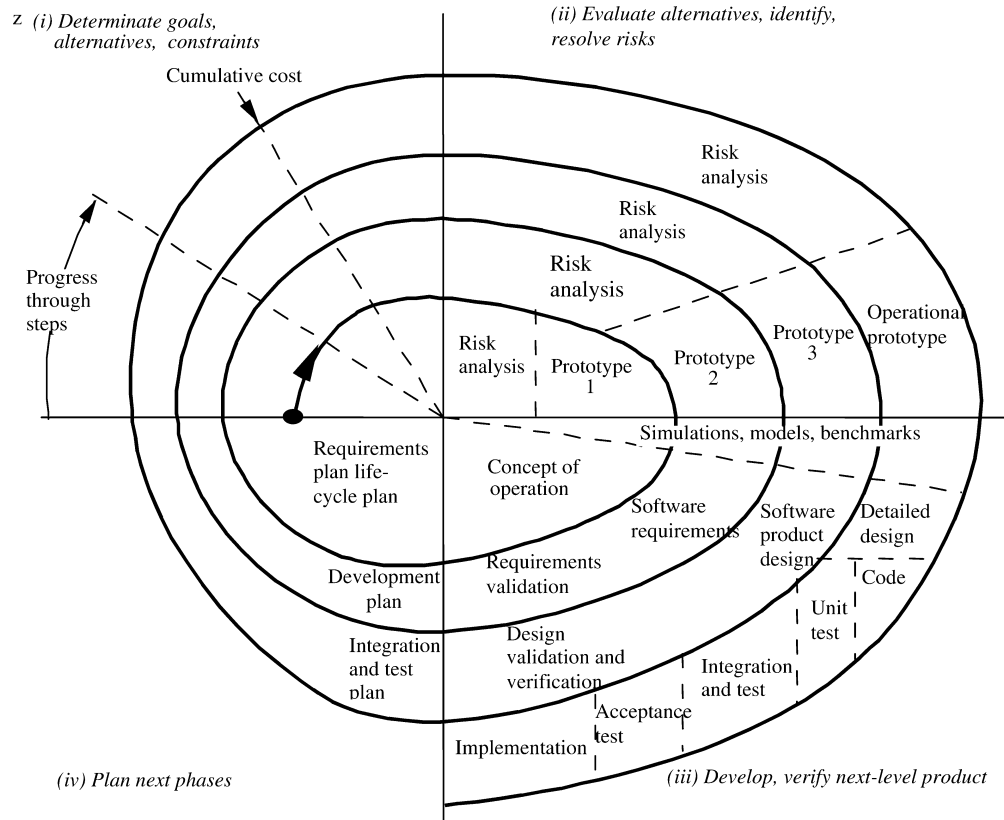 z (i) Determinate goals,
alternatives, constraints
(ii) Evaluate alternatives, identify,
resolve risks
Cumulative cost
Progress
through
steps
Risk
analysis
Risk
analysis
Risk
analysis
Risk
analysis
Prototype
1
Prototype
2
Prototype
3
Operational
prototype
Simulations, models, benchmarks
Requirements
plan life-
cycle plan
Concept of
operation
Software
requirements
Software
product
design
Detailed
design
Code
Unit
test
Development
plan
Requirements
validation
Integration
and test
plan
Design
validation and
verification
Integration
and test
Acceptance
test
Implementation
(iv) Plan next phases
(iii) Develop, verify next-level product